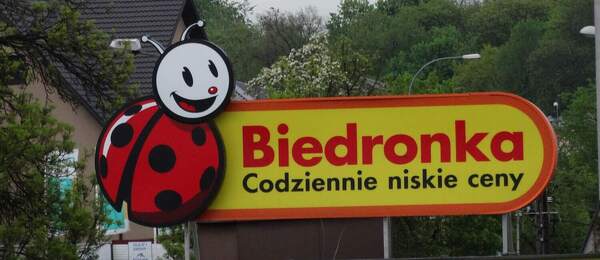 Biedronka
Codziennie niskie ceny